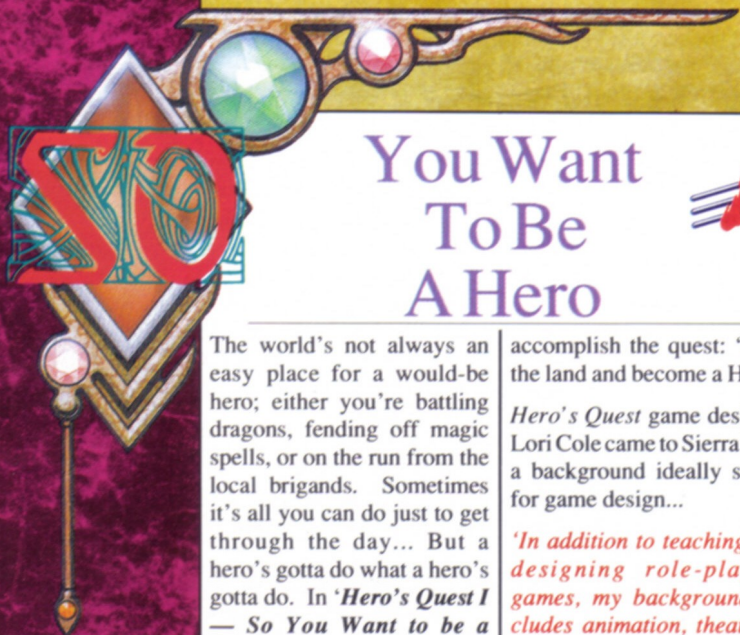 SO
You Want
To Be
A Hero
The world's not always an
easy place for a would-be
hero; either you're battling
dragons, fending off magic
spells, or on the run from the
local brigands. Sometimes
it's all you can do just to get
through the day... But a
hero's gotta do what a hero's
gotta do. In 'Hero's Quest I
— So You Want to be a
accomplish the quest: '
the land and become a H
Hero's Quest game des
Lori Cole came to Sierra
a background ideally s
for game design...
'In addition to teaching
designing role-pla
games, my background
cludes animation, thea